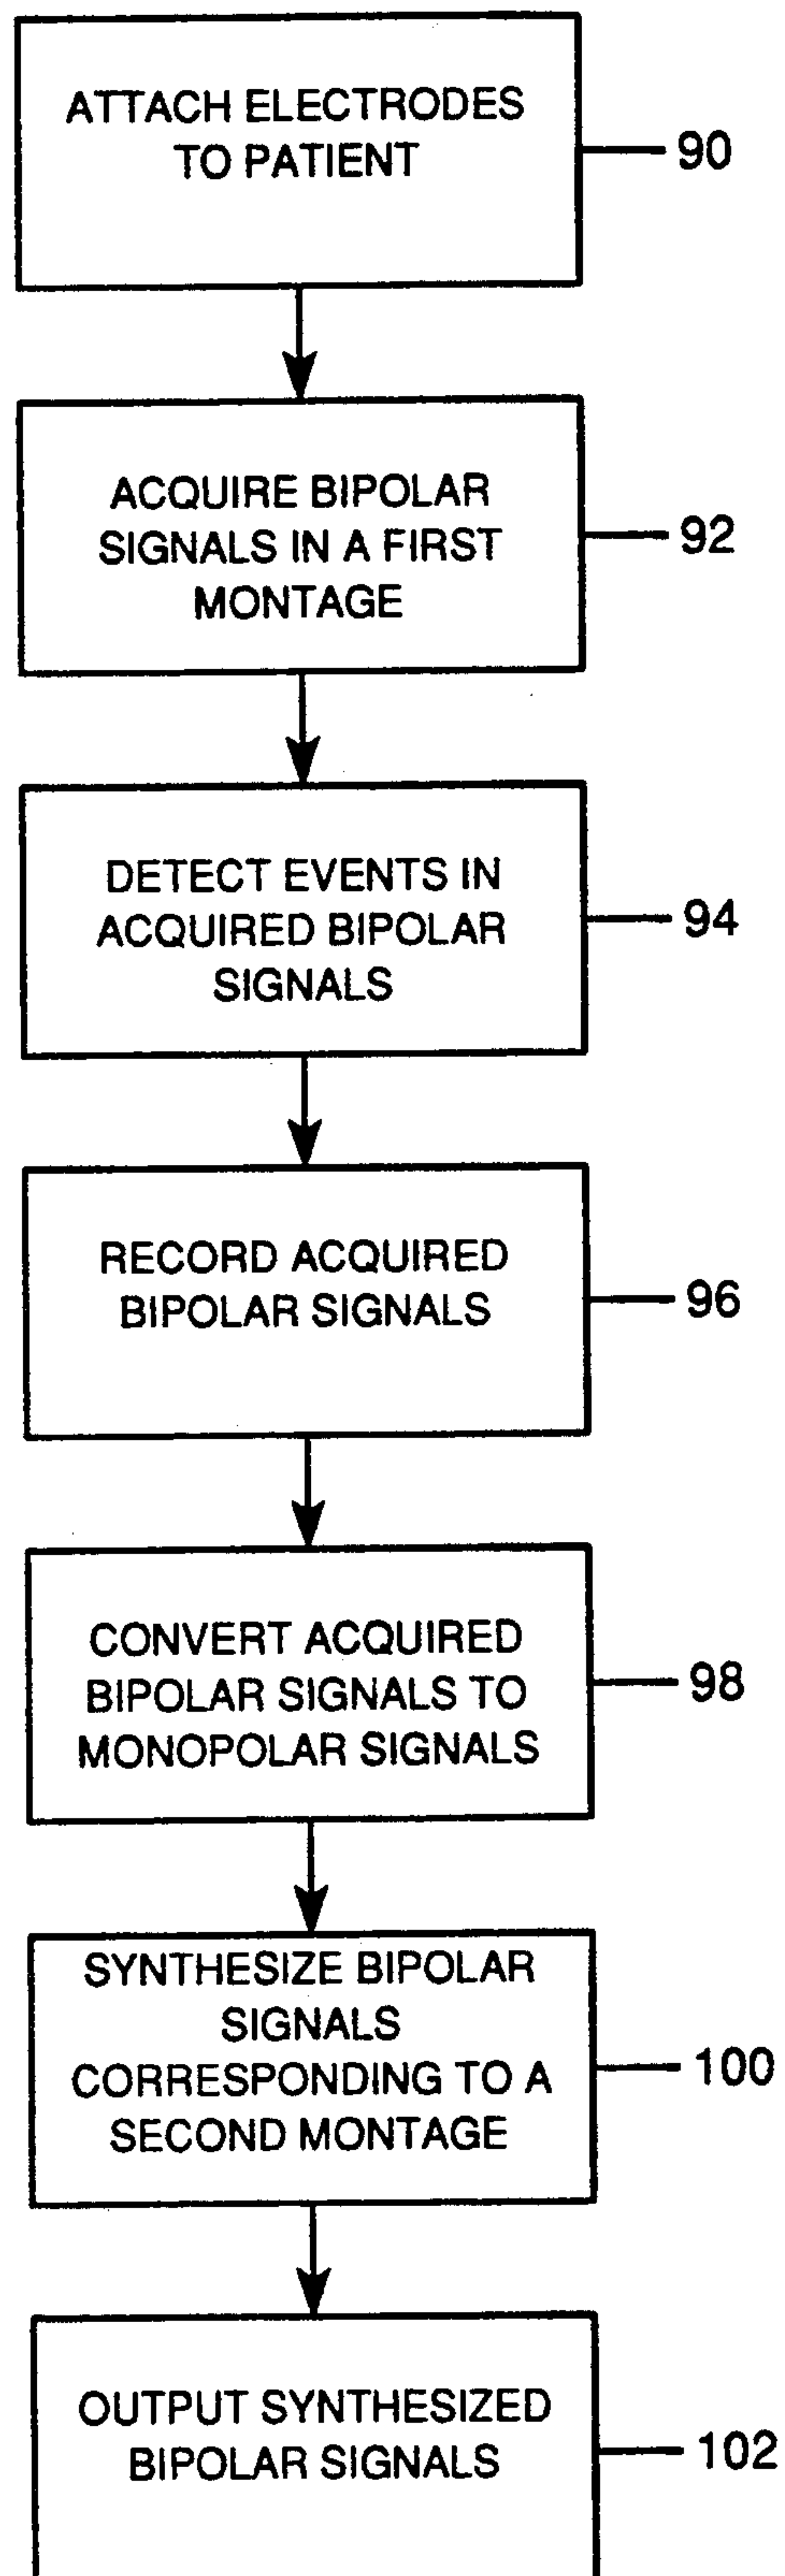 ATTACH ELECTRODES
TO PATIENT
90
ACQUIRE BIPOLAR
SIGNALS IN A FIRST
MONTAGE
92
DETECT EVENTS IN
ACQUIRED BIPOLAR
SIGNALS
94
RECORD ACQUIRED
BIPOLAR SIGNALS
96
CONVERT ACQUIRED
BIPOLAR SIGNALS TO
MONOPOLAR SIGNALS
98
SYNTHESIZE BIPOLAR
SIGNALS
CORRESPONDING TO A
SECOND MONTAGE
100
OUTPUT SYNTHESIZED
BIPOLAR SIGNALS
102